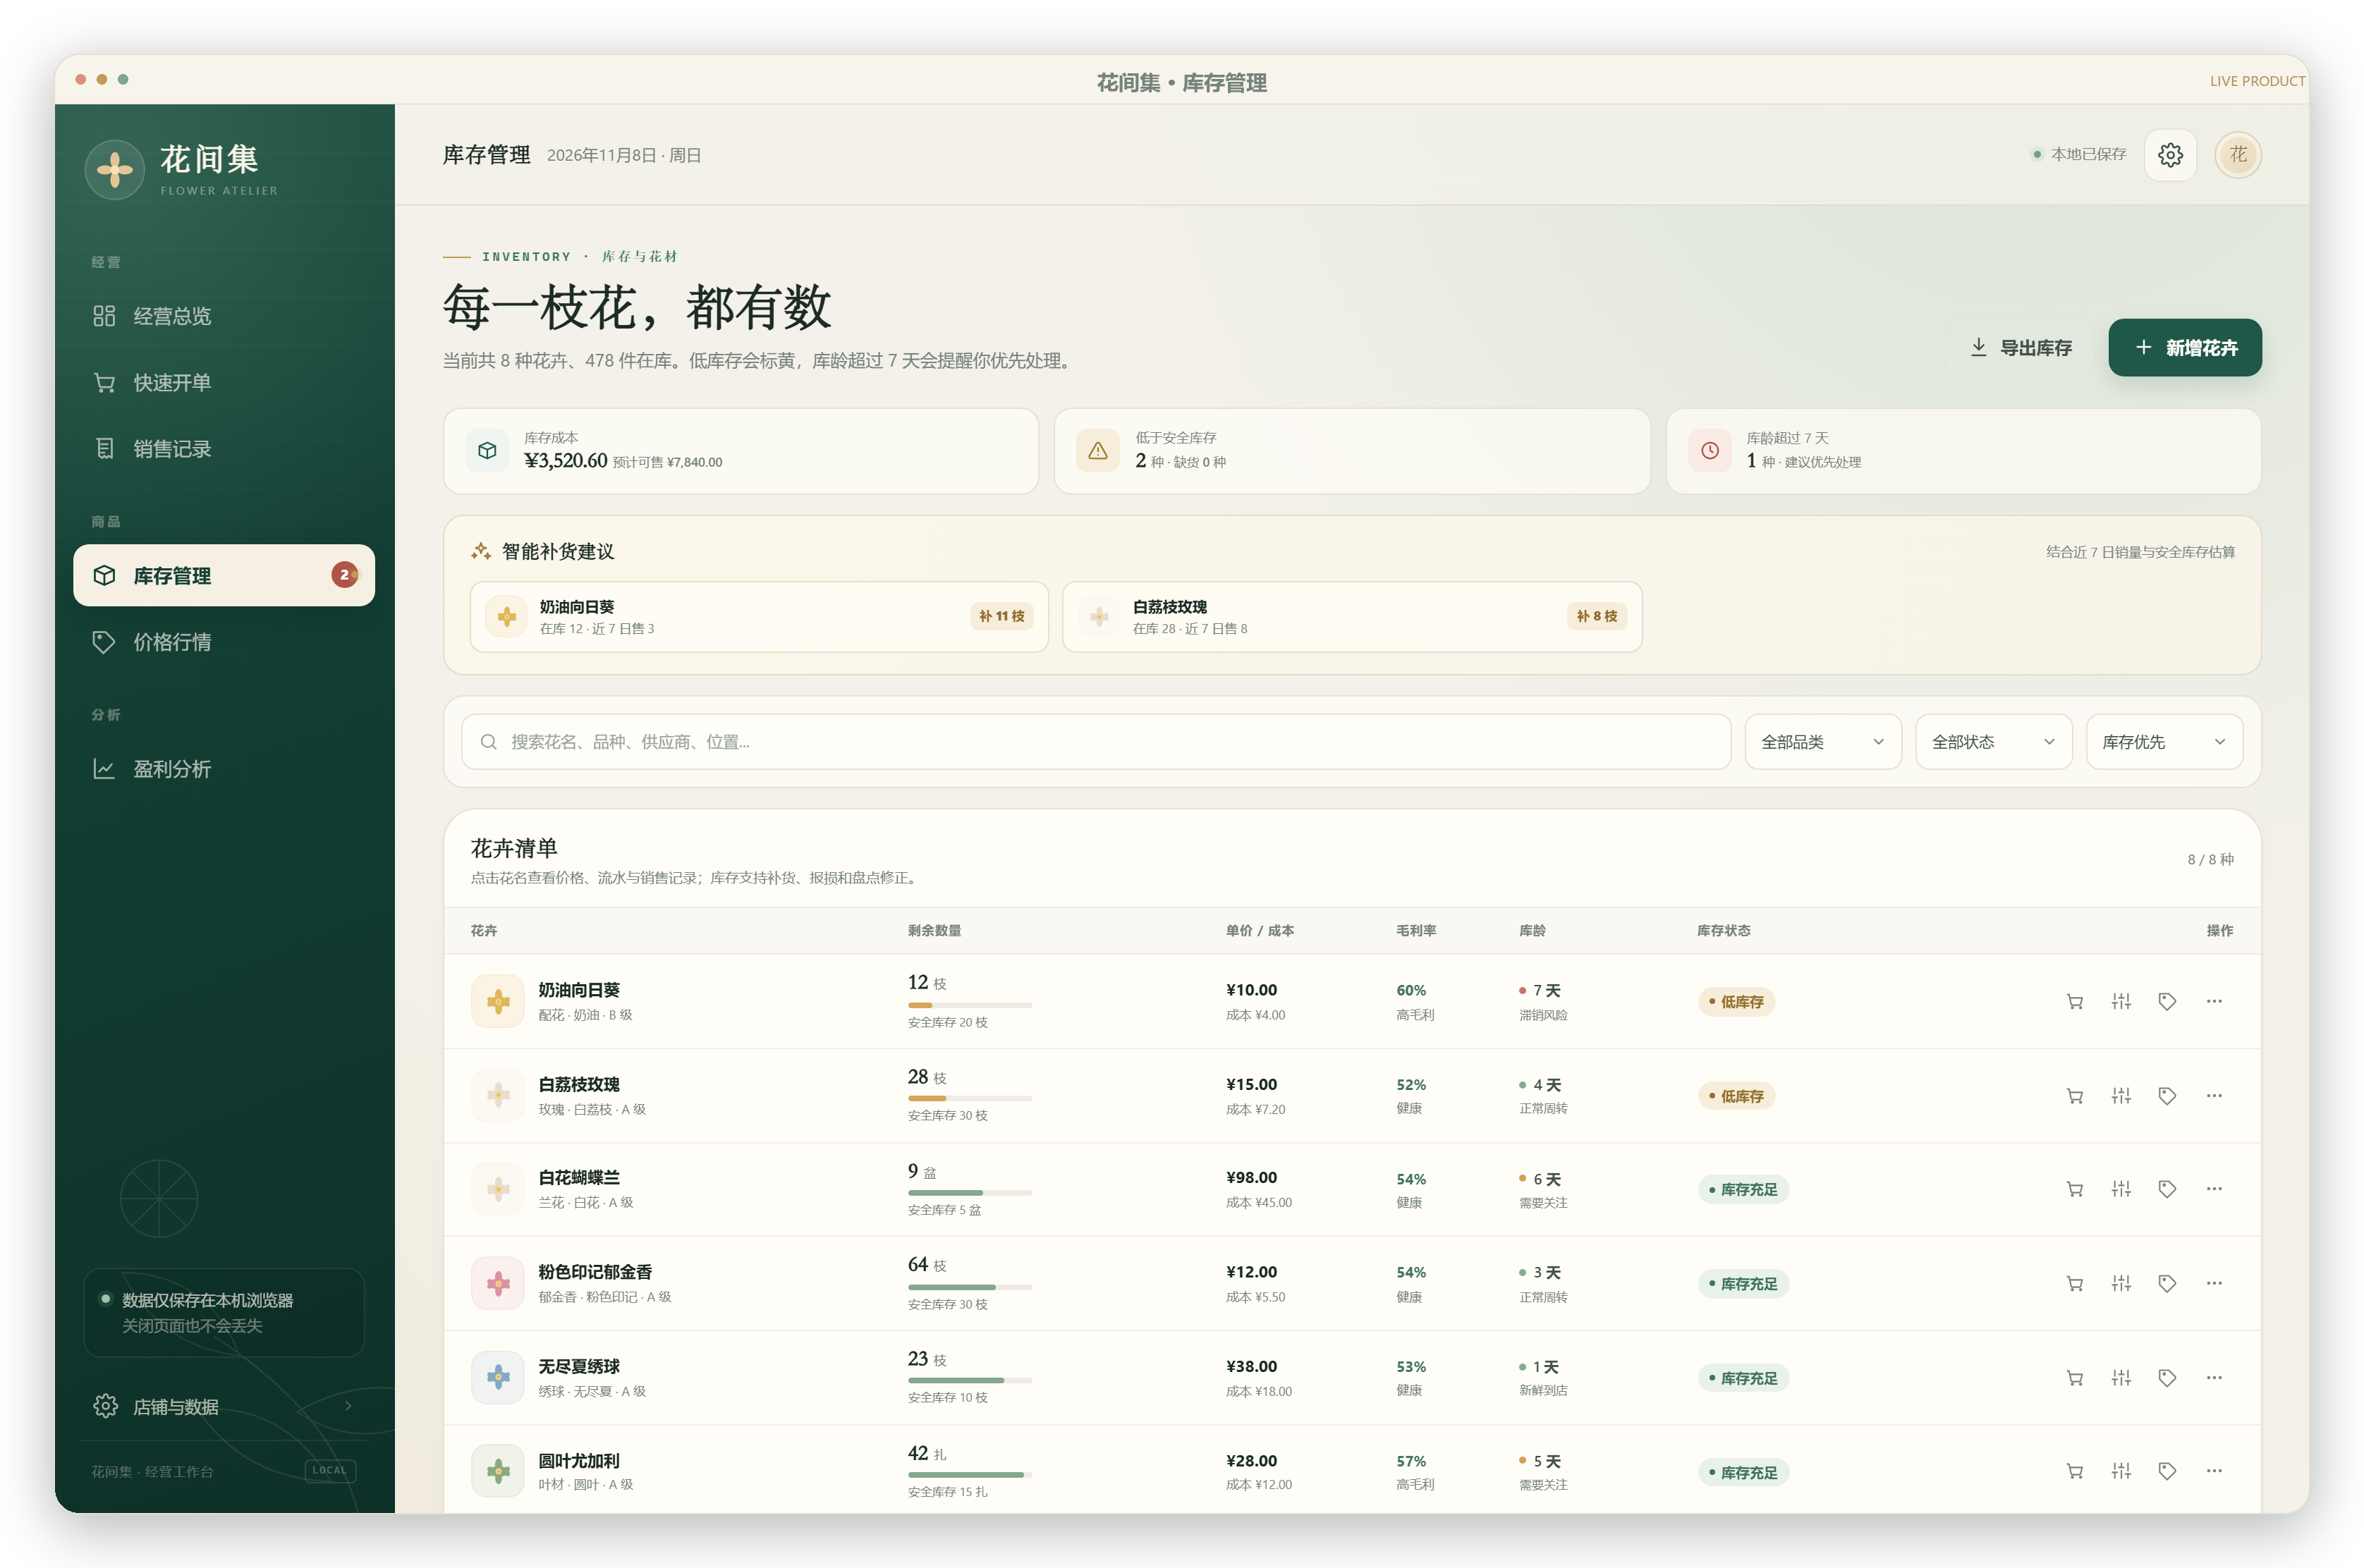 花间集 • 库存管理
LIVE PRODUCT
花间集
FLOWER ATELIER
经营
经营总览
快速开单
销售记录
商品
库存管理
2
价格行情
分析
盈利分析
数据仅保存在本机浏览器
关闭页面也不会丢失
店铺与数据
花间集 · 经营工作台
LOCAL
库存管理 2026年11月8日 · 周日
本地已保存
花
INVENTORY · 库存与花材
每一枝花，都有数
当前共 8 种花卉、478 件在库。低库存会标黄，库龄超过 7 天会提醒你优先处理。
导出库存
新增花卉
库存成本
¥3,520.60 预计可售 ¥7,840.00
低于安全库存
2 种 · 缺货 0 种
库龄超过 7 天
1 种 · 建议优先处理
智能补货建议
结合近 7 日销量与安全库存估算
奶油向日葵
在库 12 · 近 7 日售 3
补 11 枝
白荔枝玫瑰
在库 28 · 近 7 日售 8
补 8 枝
搜索花名、品种、供应商、位置...
全部品类
全部状态
库存优先
花卉清单
点击花名查看价格、流水与销售记录；库存支持补货、报损和盘点修正。
8 / 8 种
花卉 剩余数量 单价 / 成本 毛利率 库龄 库存状态 操作
奶油向日葵
配花 · 奶油 · B 级
12 枝
安全库存 20 枝
¥10.00
成本 ¥4.00
60%
高毛利
7 天
滞销风险
低库存
白荔枝玫瑰
玫瑰 · 白荔枝 · A 级
28 枝
安全库存 30 枝
¥15.00
成本 ¥7.20
52%
健康
4 天
正常周转
低库存
白花蝴蝶兰
兰花 · 白花 · A 级
9 盆
安全库存 5 盆
¥98.00
成本 ¥45.00
54%
健康
6 天
需要关注
库存充足
粉色印记郁金香
郁金香 · 粉色印记 · A 级
64 枝
安全库存 30 枝
¥12.00
成本 ¥5.50
54%
健康
3 天
正常周转
库存充足
无尽夏绣球
绣球 · 无尽夏 · A 级
23 枝
安全库存 10 枝
¥38.00
成本 ¥18.00
53%
健康
1 天
新鲜到店
库存充足
圆叶尤加利
叶材 · 圆叶 · A 级
42 扎
安全库存 15 扎
¥28.00
成本 ¥12.00
57%
高毛利
5 天
需要关注
库存充足